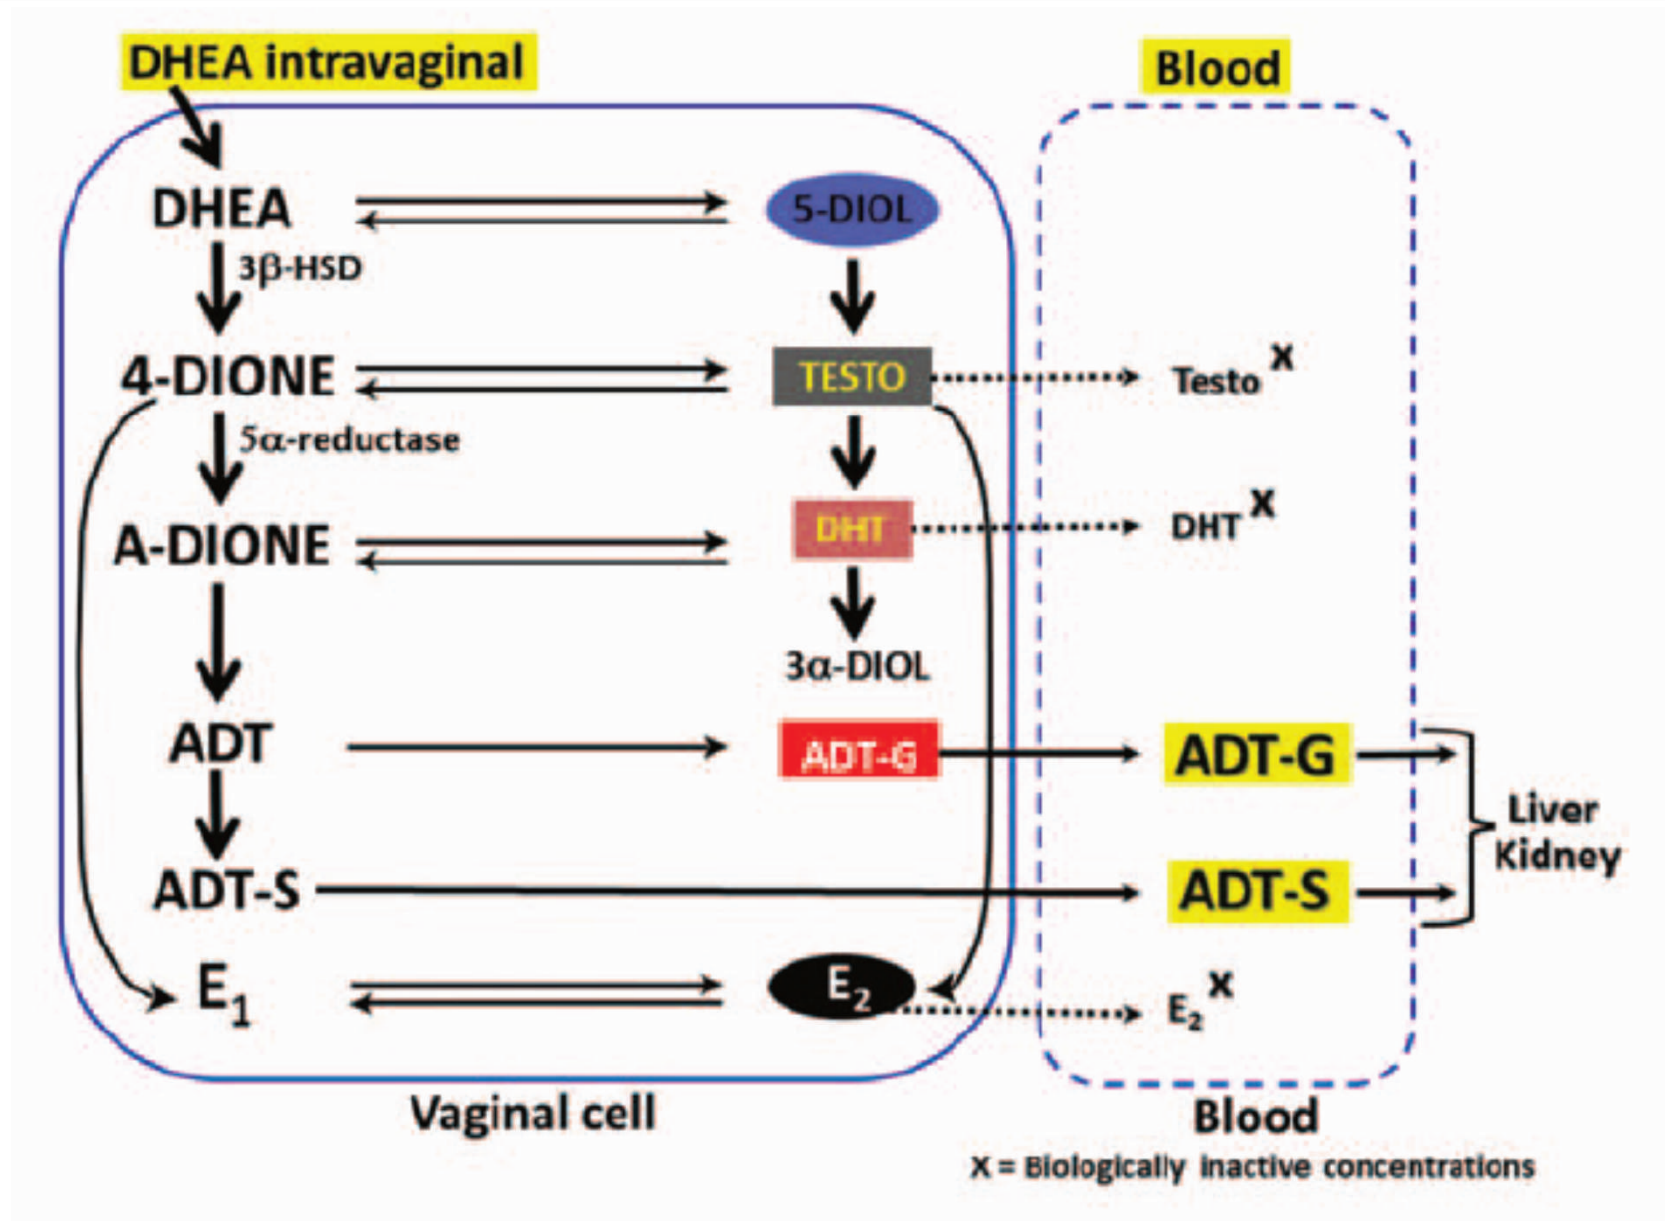 DHEA intravaginal
Blood
DHEA
5-DIOL
3β-HSD
4-DIONE
TESTO
Testo X
5α-reductase
A-DIONE
DHT
DHT X
3α-DIOL
ADT
ADT-G
ADT-G
Liver
Kidney
ADT-S
ADT-S
E1
E2
E2 X
Vaginal cell
Blood
X = Biologically inactive concentrations